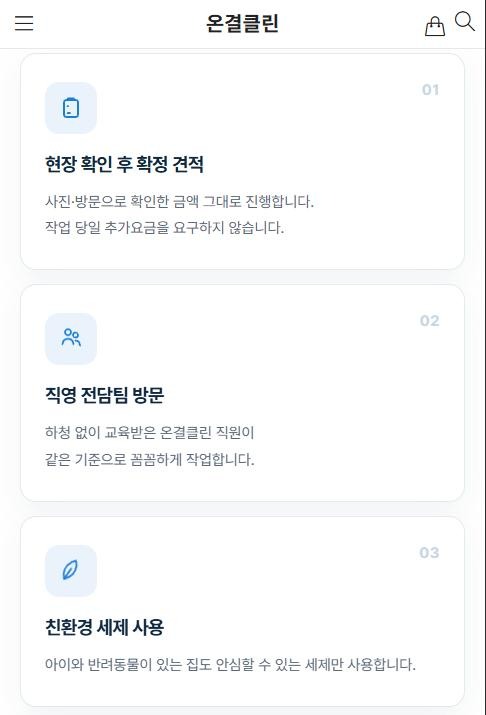 온결클린
01
현장 확인 후 확정 견적
사진·방문으로 확인한 금액 그대로 진행합니다.
작업 당일 추가요금을 요구하지 않습니다.
02
직영 전담팀 방문
하청 없이 교육받은 온결클린 직원이
같은 기준으로 꼼꼼하게 작업합니다.
03
친환경 세제 사용
아이와 반려동물이 있는 집도 안심할 수 있는 세제만 사용합니다.